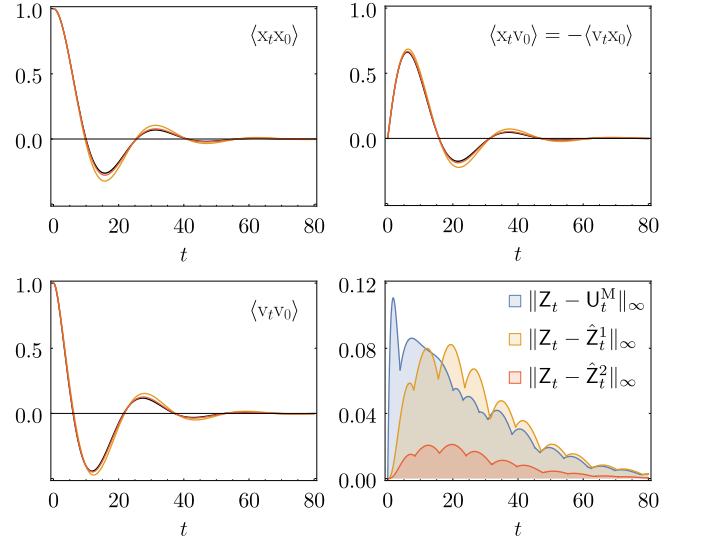 1.0
0.5
0.0
0 20 40 60 80
t
⟨x_t x_0⟩
1.0
0.5
0.0
0 20 40 60 80
t
⟨x_t v_0⟩ = −⟨v_t x_0⟩
1.0
0.5
0.0
0 20 40 60 80
t
⟨v_t v_0⟩
0.12
0.08
0.04
0.00
0 20 40 60 80
t
‖Z_t − U_t^M‖_∞
‖Z_t − Ẑ_t^1‖_∞
‖Z_t − Ẑ_t^2‖_∞